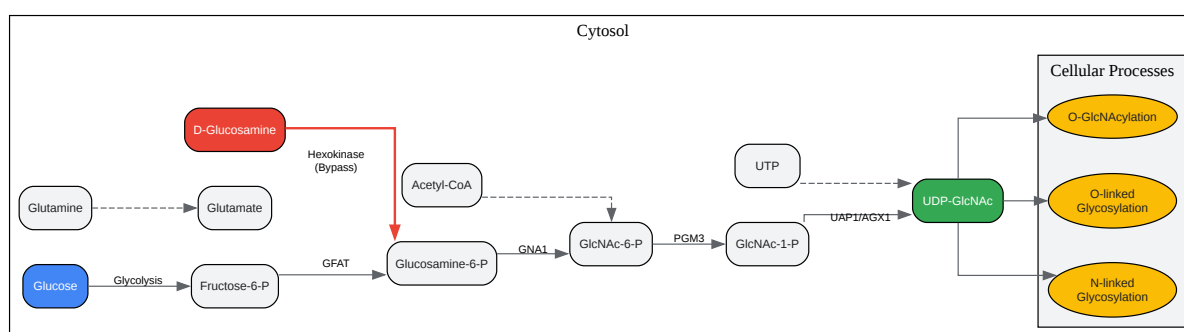 Cytosol
Cellular Processes
D-Glucosamine
O-GlcNAcylation
Hexokinase
(Bypass)
UTP
Acetyl-CoA
Glutamine
Glutamate
UDP-GlcNAc
O-linked
Glycosylation
UAP1/AGX1
GlcNAc-6-P
PGM3
GlcNAc-1-P
GNA1
Glucosamine-6-P
GFAT
Glucose
Glycolysis
Fructose-6-P
N-linked
Glycosylation